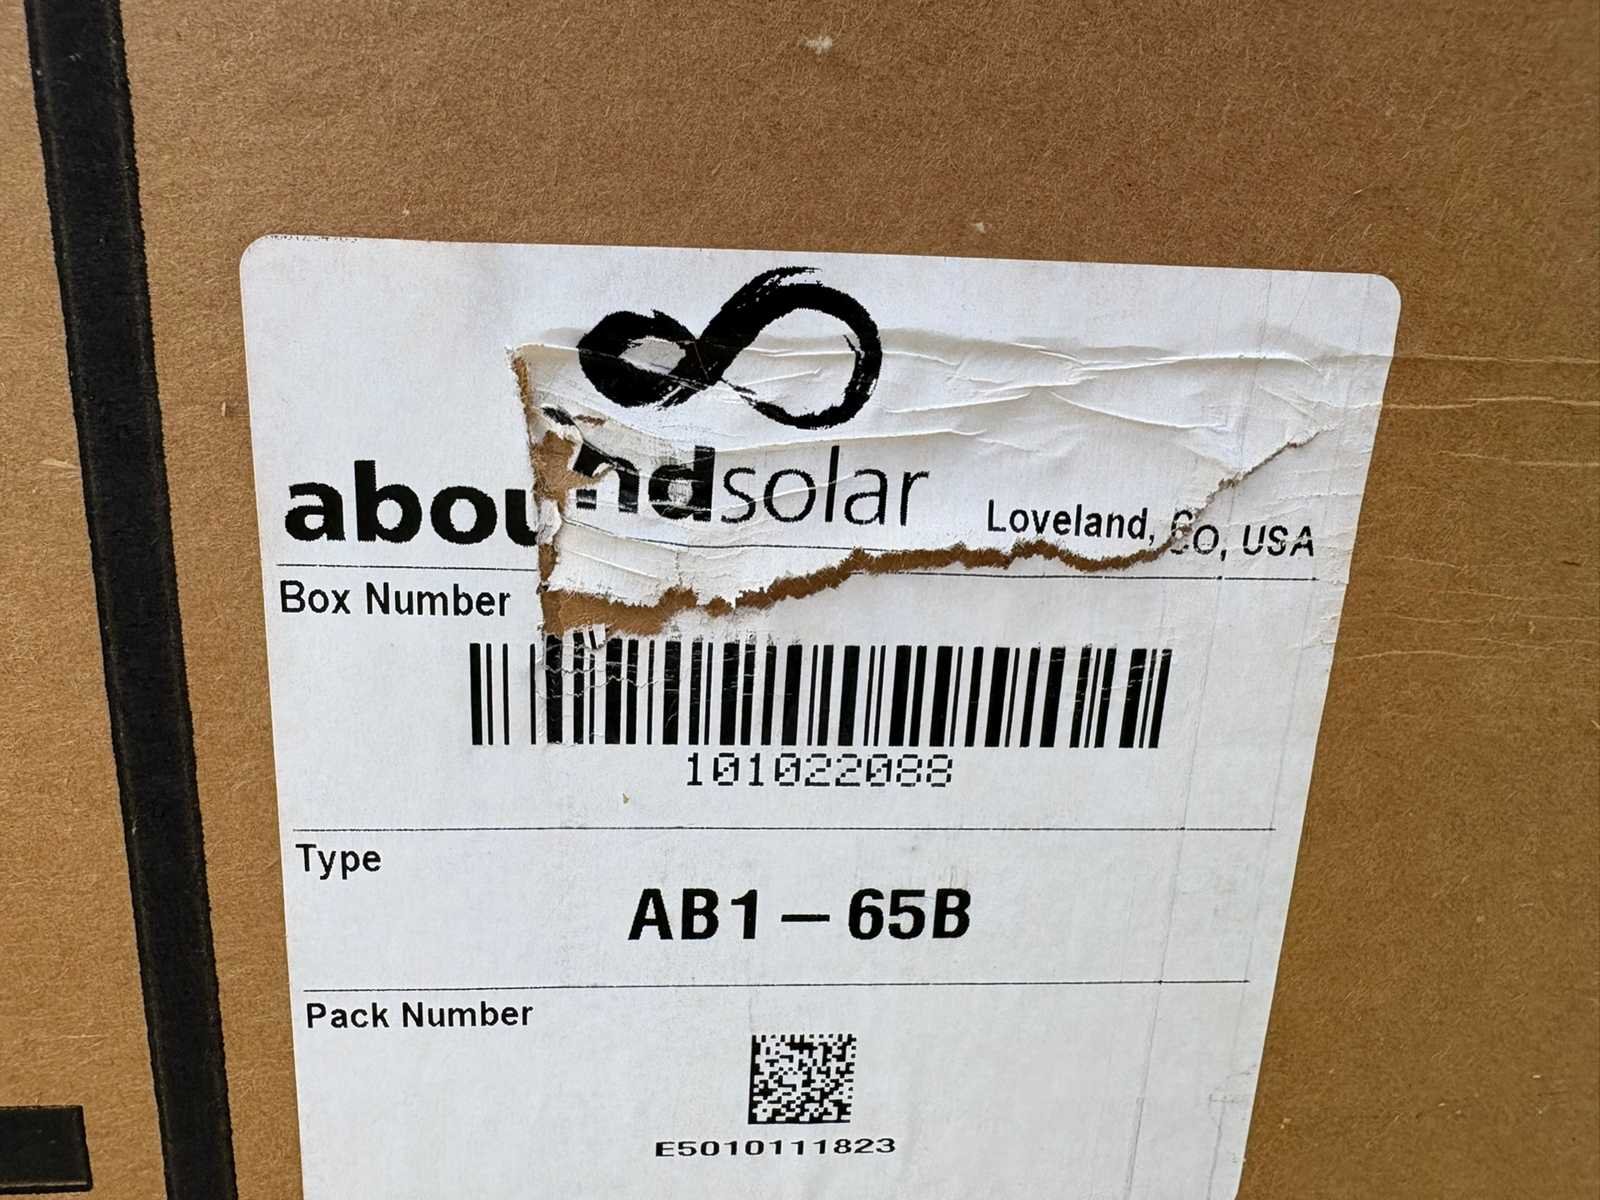 aboundsolar
Loveland, CO, USA
Box Number
101022088
Type
AB1-65B
Pack Number
E5010111823